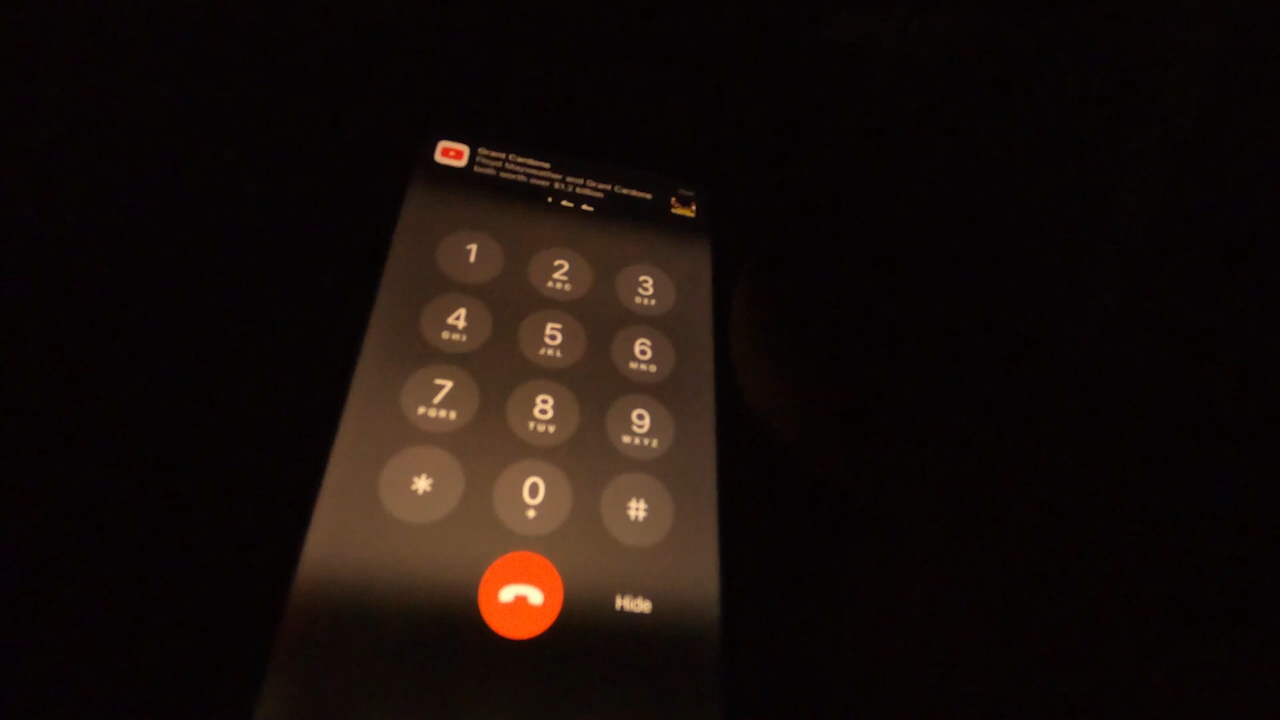 Grant Cardone
Floyd Mayweather and Grant Cardone
both worth over $1.2 billion
1 2 3
ABC DEF
4 5 6
GHI JKL MNO
7 8 9
PQRS TUV WXYZ
* 0 #
+
Hide